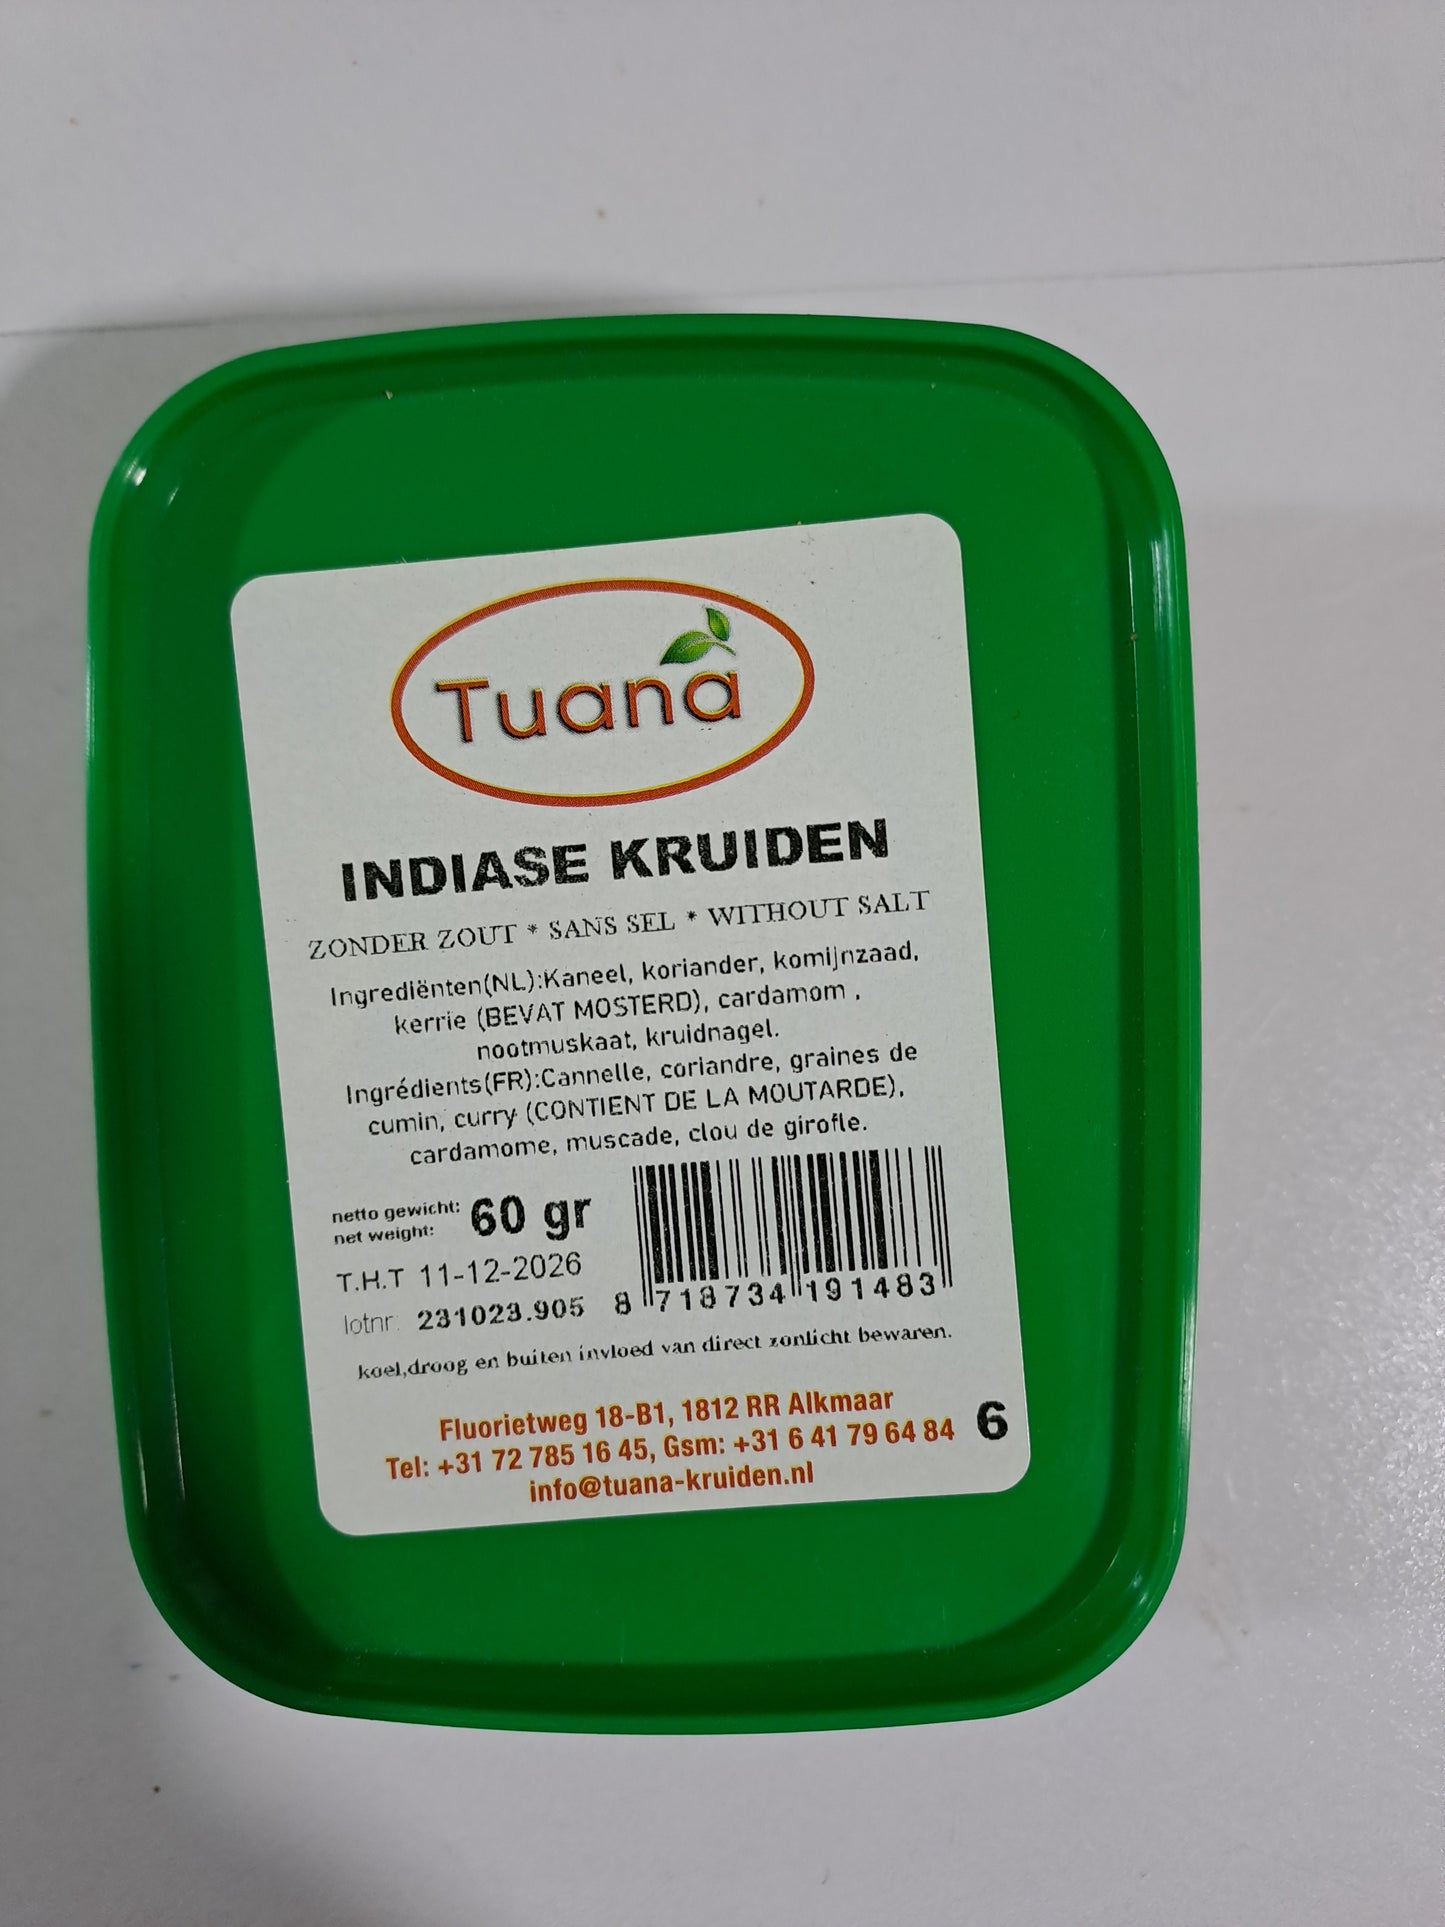 Tuana
INDIASE KRUIDEN
ZONDER ZOUT * SANS SEL * WITHOUT SALT
Ingrediënten(NL):Kaneel, koriander, komijnzaad,
kerrie (BEVAT MOSTERD), cardamom ,
nootmuskaat, kruidnagel.
Ingrédients(FR):Cannelle, coriandre, graines de
cumin, curry (CONTIENT DE LA MOUTARDE),
cardamome, muscade, clou de girofle.
netto gewicht: 60 gr
net weight:
T.H.T 11-12-2026
lotnr: 231023.905
8 718734 191483
koel,droog en buiten invloed van direct zonlicht bewaren.
Fluorietweg 18-B1, 1812 RR Alkmaar
Tel: +31 72 785 16 45, Gsm: +31 6 41 79 64 84 6
info@tuana-kruiden.nl